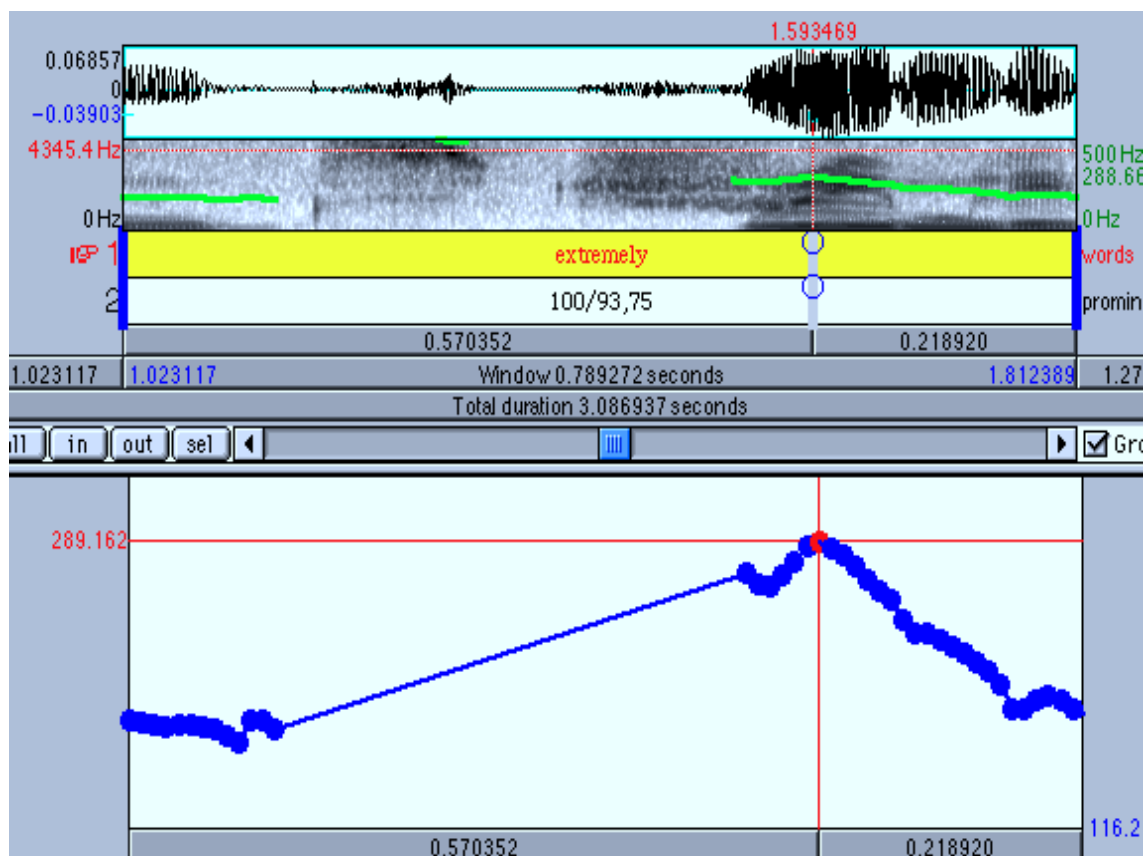 1.593469
0.06857
0
-0.03903
4345.4 Hz
500 Hz
288.66
0 Hz
0 Hz
1 extremely words
2 100/93,75 promin
0.570352 0.218920
1.023117 1.023117 Window 0.789272 seconds 1.812389 1.27
Total duration 3.086937 seconds
all in out sel Gro
289.162
116.2
0.570352 0.218920